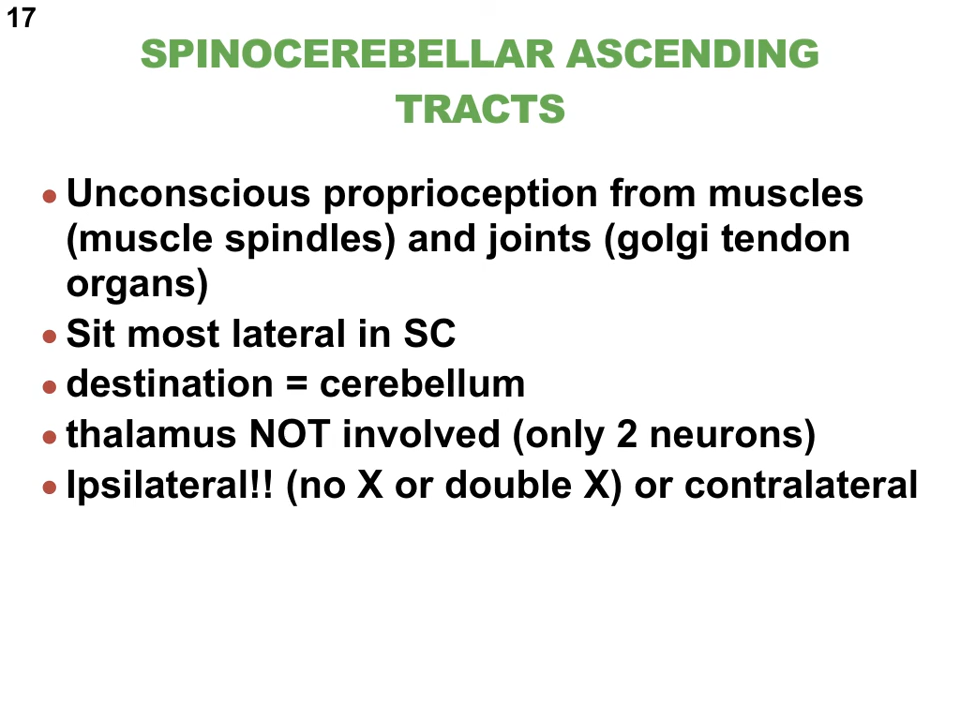 17
SPINOCEREBELLAR ASCENDING
TRACTS
• Unconscious proprioception from muscles
(muscle spindles) and joints (golgi tendon
organs)
• Sit most lateral in SC
• destination = cerebellum
• thalamus NOT involved (only 2 neurons)
• Ipsilateral!! (no X or double X) or contralateral